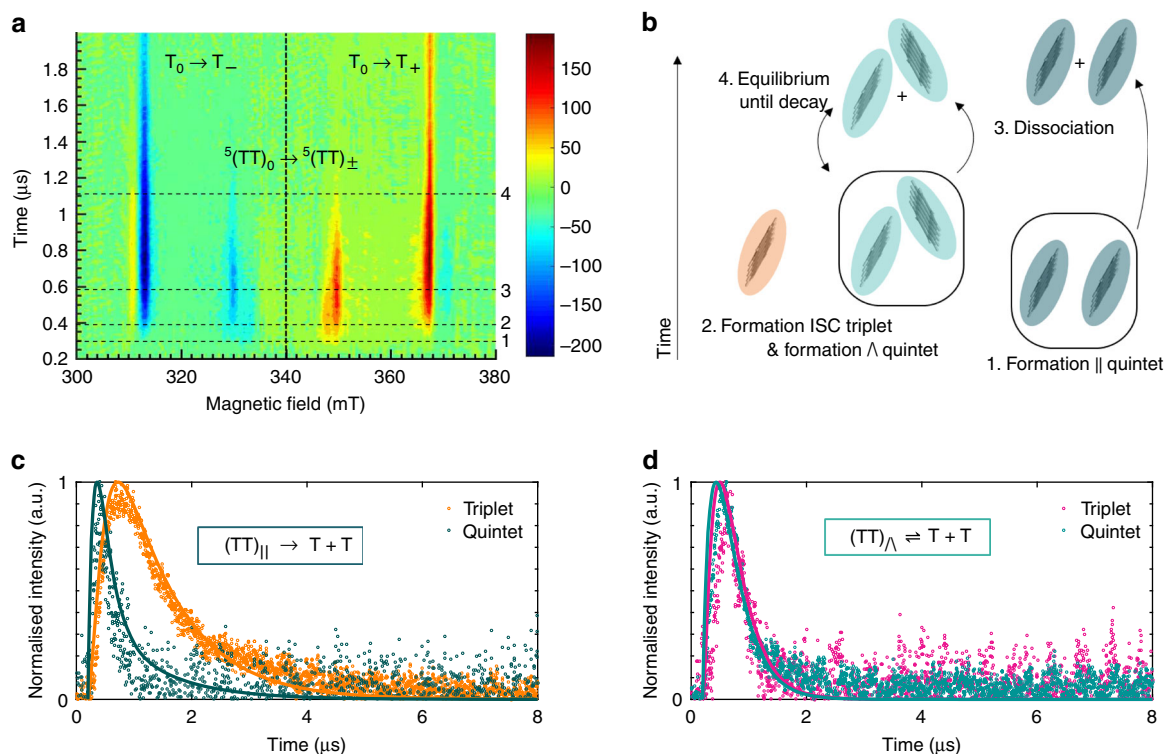 a
T₀ → T₋
T₀ → T₊
⁵(TT)₀ → ⁵(TT)±
4
3
2
1
1.8
1.6
1.4
1.2
1
0.8
0.6
0.4
0.2
Time (μs)
300
320
340
360
380
Magnetic field (mT)
150
100
50
0
−50
−100
−150
−200
b
Time
4. Equilibrium
until decay
+
+
3. Dissociation
2. Formation ISC triplet
& formation /\ quintet
1. Formation || quintet
c
Normalised intensity (a.u.)
1
0
Triplet
Quintet
(TT)|| → T + T
0
2
4
6
8
Time (μs)
d
Normalised intensity (a.u.)
1
0
Triplet
Quintet
(TT)/\ ⇌ T + T
0
2
4
6
8
Time (μs)